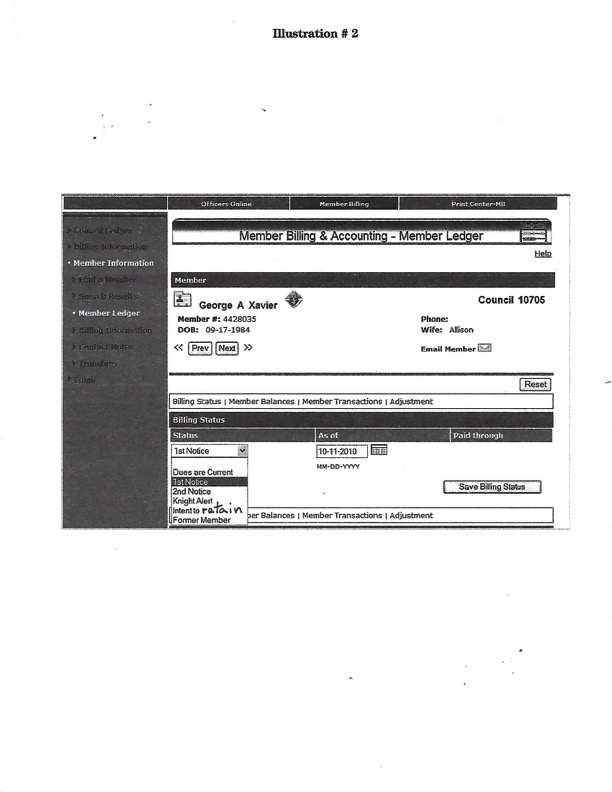 Illustration # 2
Officers Online Member Billing Print Center-MB
Council Ledger
Billing Information
Member Information
Find a Member
Search Results
Member Ledger
Billing Information
Contact Notes
Transfers
Email
Member Billing & Accounting - Member Ledger
Help
Member
George A Xavier
Council 10705
Member #: 4428035
Phone:
DOB: 09-17-1984
Wife: Allison
<< Prev Next >>
Email Member
Reset
Billing Status | Member Balances | Member Transactions | Adjustment
Billing Status
Status As of Paid through
1st Notice 10-11-2010
MM-DD-YYYY
Dues are Current
1st Notice
2nd Notice
Knight Alert
Intent to retain
Former Member
Save Billing Status
ber Balances | Member Transactions | Adjustment